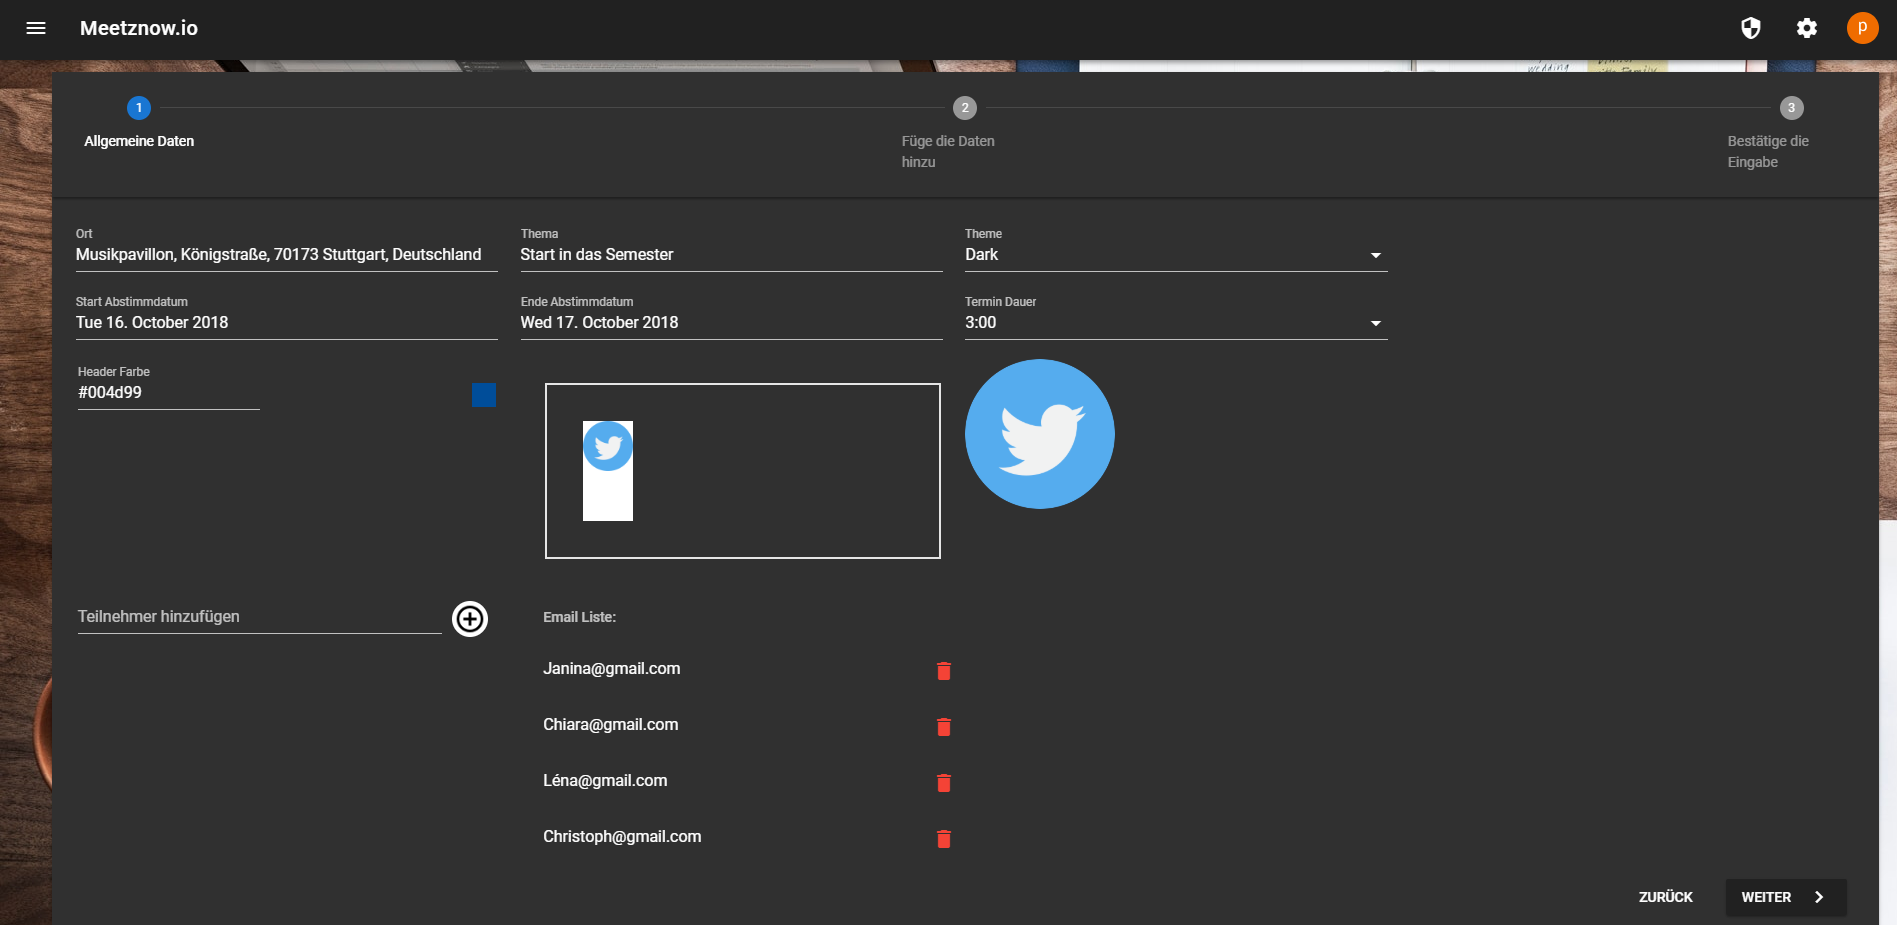 Meetznow.io
p
wedding
1
2
3
Allgemeine Daten
Füge die Daten
hinzu
Bestätige die
Eingabe
Ort
Musikpavillon, Königstraße, 70173 Stuttgart, Deutschland
Thema
Start in das Semester
Theme
Dark
Start Abstimmdatum
Tue 16. October 2018
Ende Abstimmdatum
Wed 17. October 2018
Termin Dauer
3:00
Header Farbe
#004d99
Teilnehmer hinzufügen
Email Liste:
Janina@gmail.com
Chiara@gmail.com
Léna@gmail.com
Christoph@gmail.com
ZURÜCK
WEITER